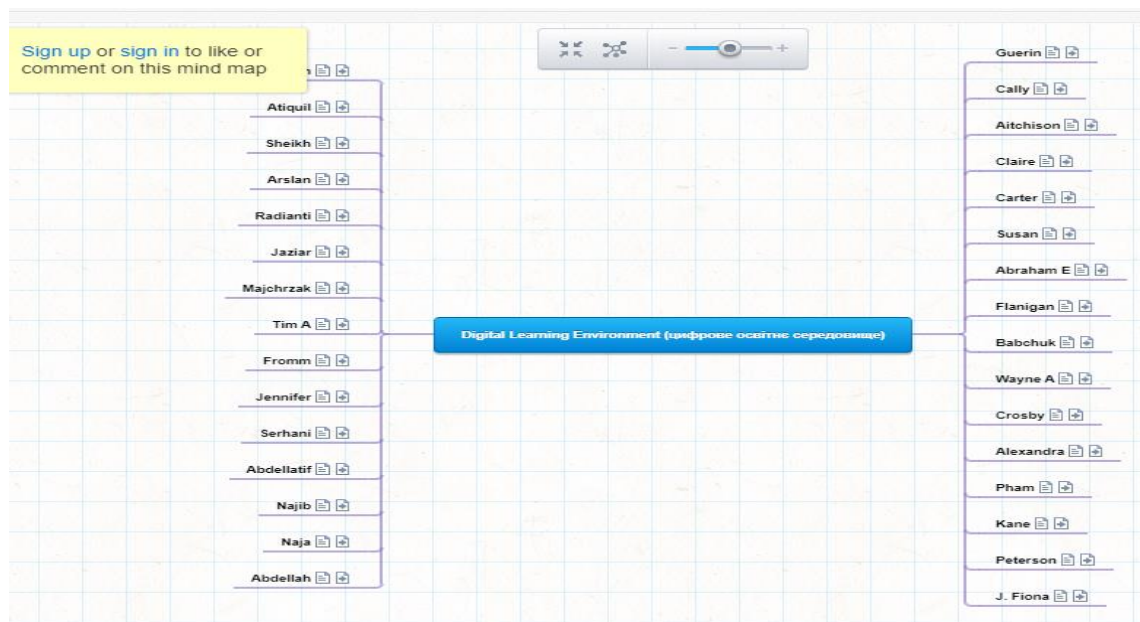 Sign up or sign in to like or
comment on this mind map
Atiquil
Sheikh
Arslan
Radianti
Jaziar
Majchrzak
Tim A
Fromm
Jennifer
Serhani
Abdellatif
Najib
Naja
Abdellah
Digital Learning Environment (цифрове освітнє середовище)
Guerin
Cally
Aitchison
Claire
Carter
Susan
Abraham E
Flanigan
Babchuk
Wayne A
Crosby
Alexandra
Pham
Kane
Peterson
J. Fiona